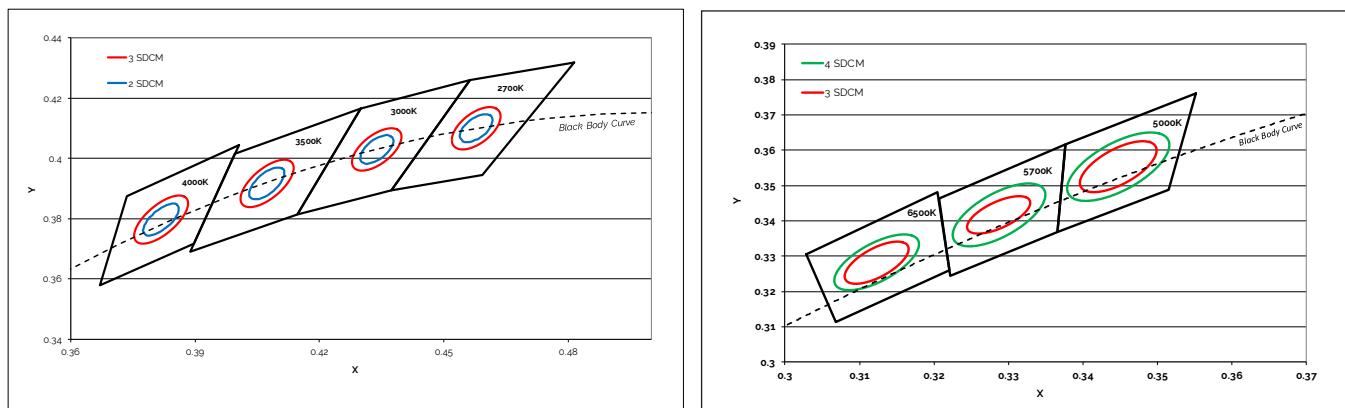 0.44
3 SDCM
2 SDCM
0.42
0.4
0.38
0.36
0.34
2700K
3000K
3500K
4000K
Black Body Curve
Y
0.36
0.39
0.42
0.45
0.48
X
0.39
4 SDCM
3 SDCM
0.38
0.37
0.36
0.35
0.34
0.33
0.32
0.31
0.3
5000K
5700K
6500K
Black Body Curve
Y
0.3
0.31
0.32
0.33
0.34
0.35
0.36
0.37
X